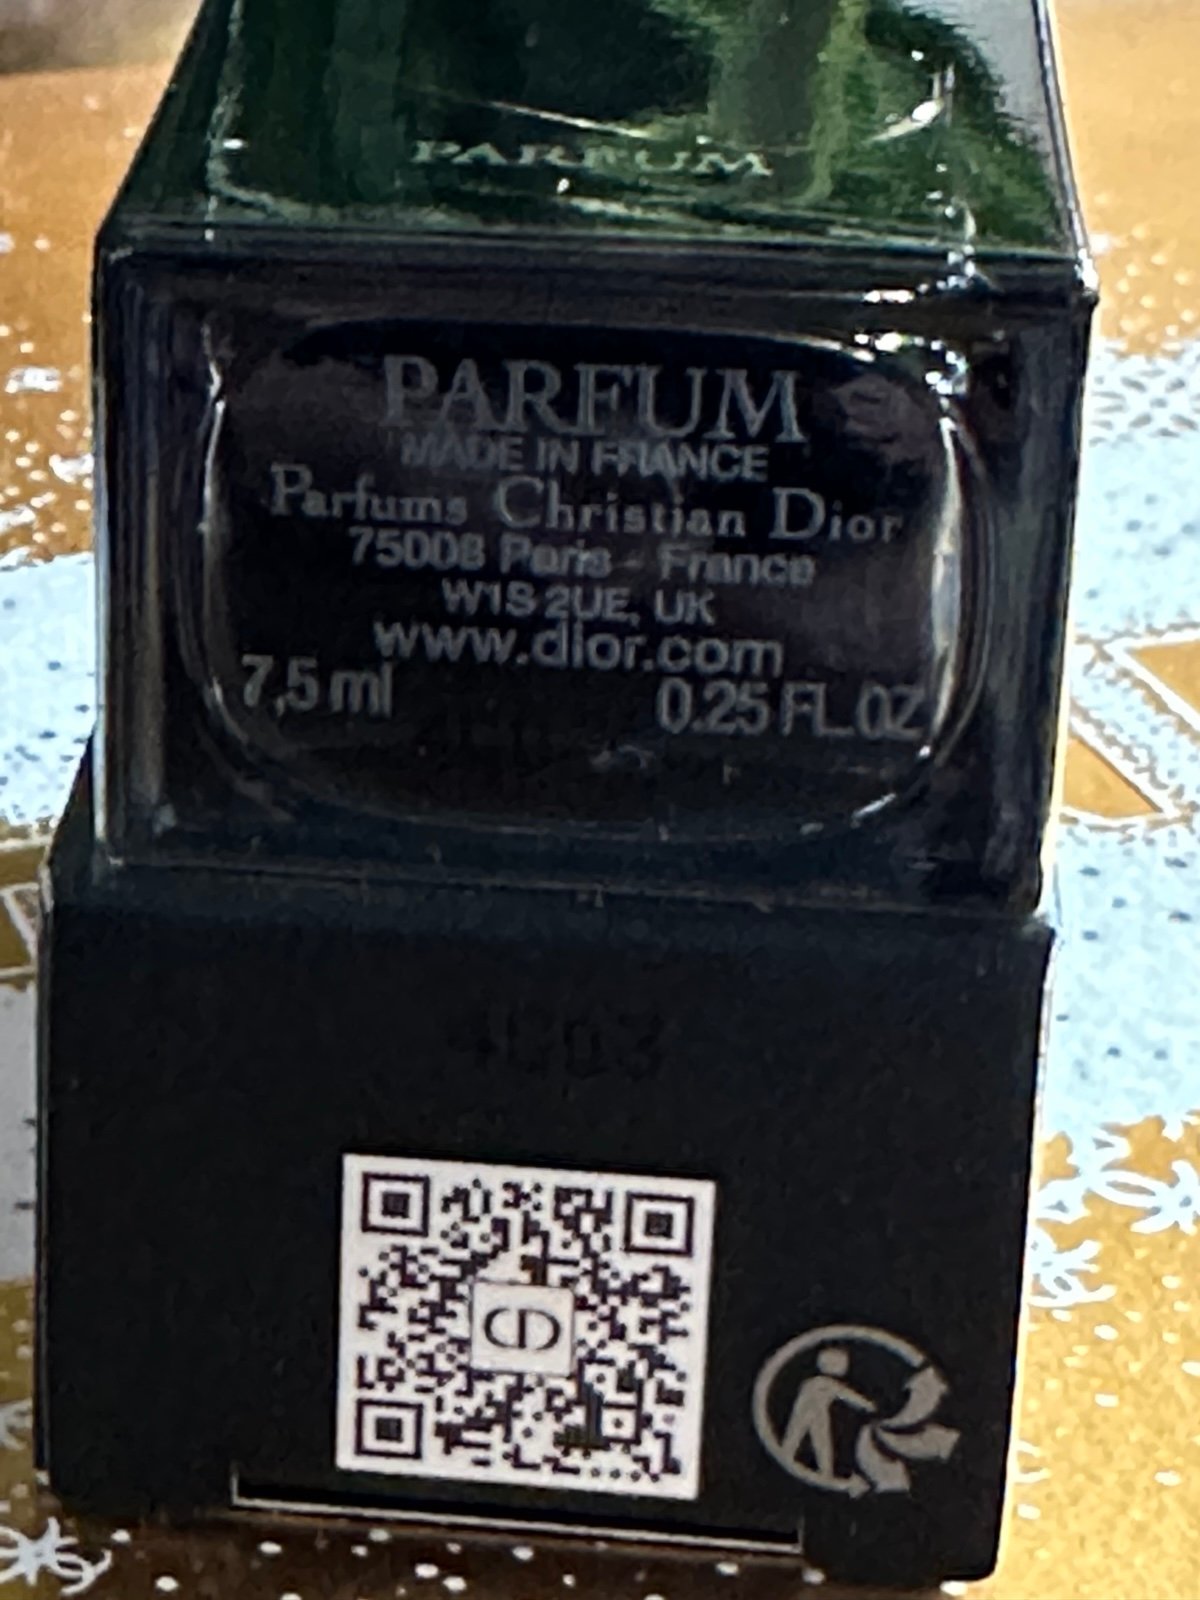 PARFUM
PARFUM
MADE IN FRANCE
Parfums Christian Dior
75008 Paris - France
W1S 2UE, UK
www.dior.com
7,5 ml 0.25 FL.OZ
CD